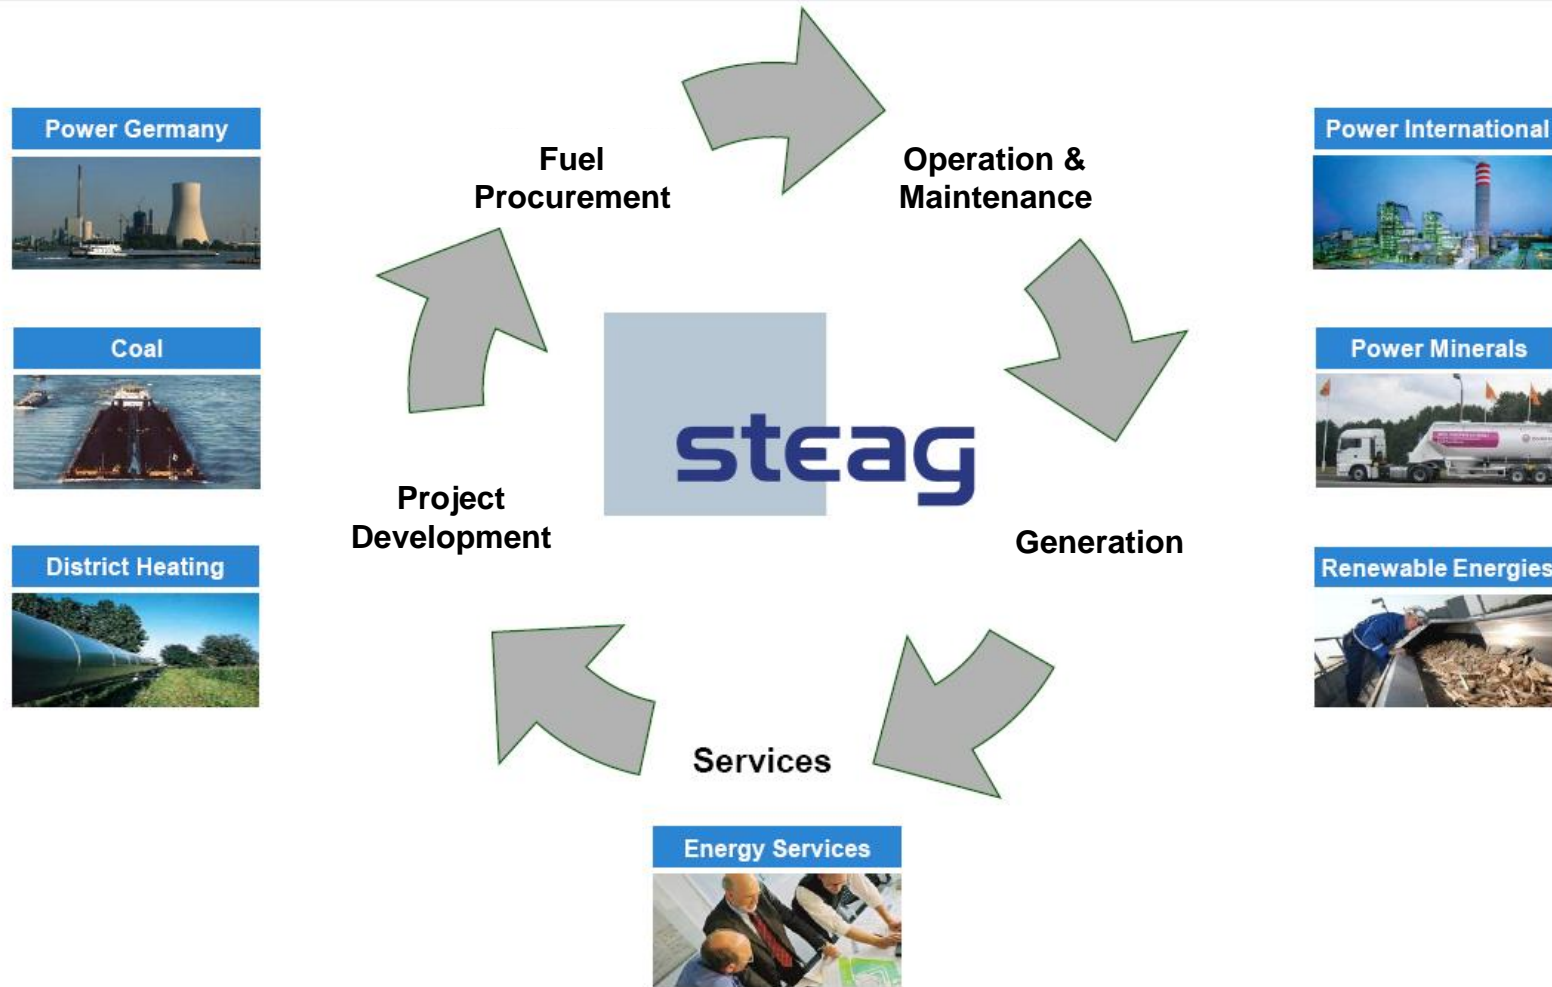 Power Germany
Coal
District Heating
Fuel
Procurement
Operation &
Maintenance
Project
Development
steag
Generation
Services
Energy Services
Power International
Power Minerals
Renewable Energies